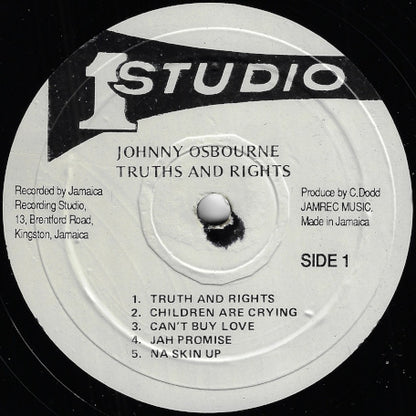 1 STUDIO
JOHNNY OSBOURNE
TRUTHS AND RIGHTS
Recorded by Jamaica
Recording Studio,
13, Brentford Road,
Kingston, Jamaica
Produce by C.Dodd
JAMREC MUSIC,
Made in Jamaica
SIDE 1
1. TRUTH AND RIGHTS
2. CHILDREN ARE CRYING
3. CAN'T BUY LOVE
4. JAH PROMISE
5. NA SKIN UP